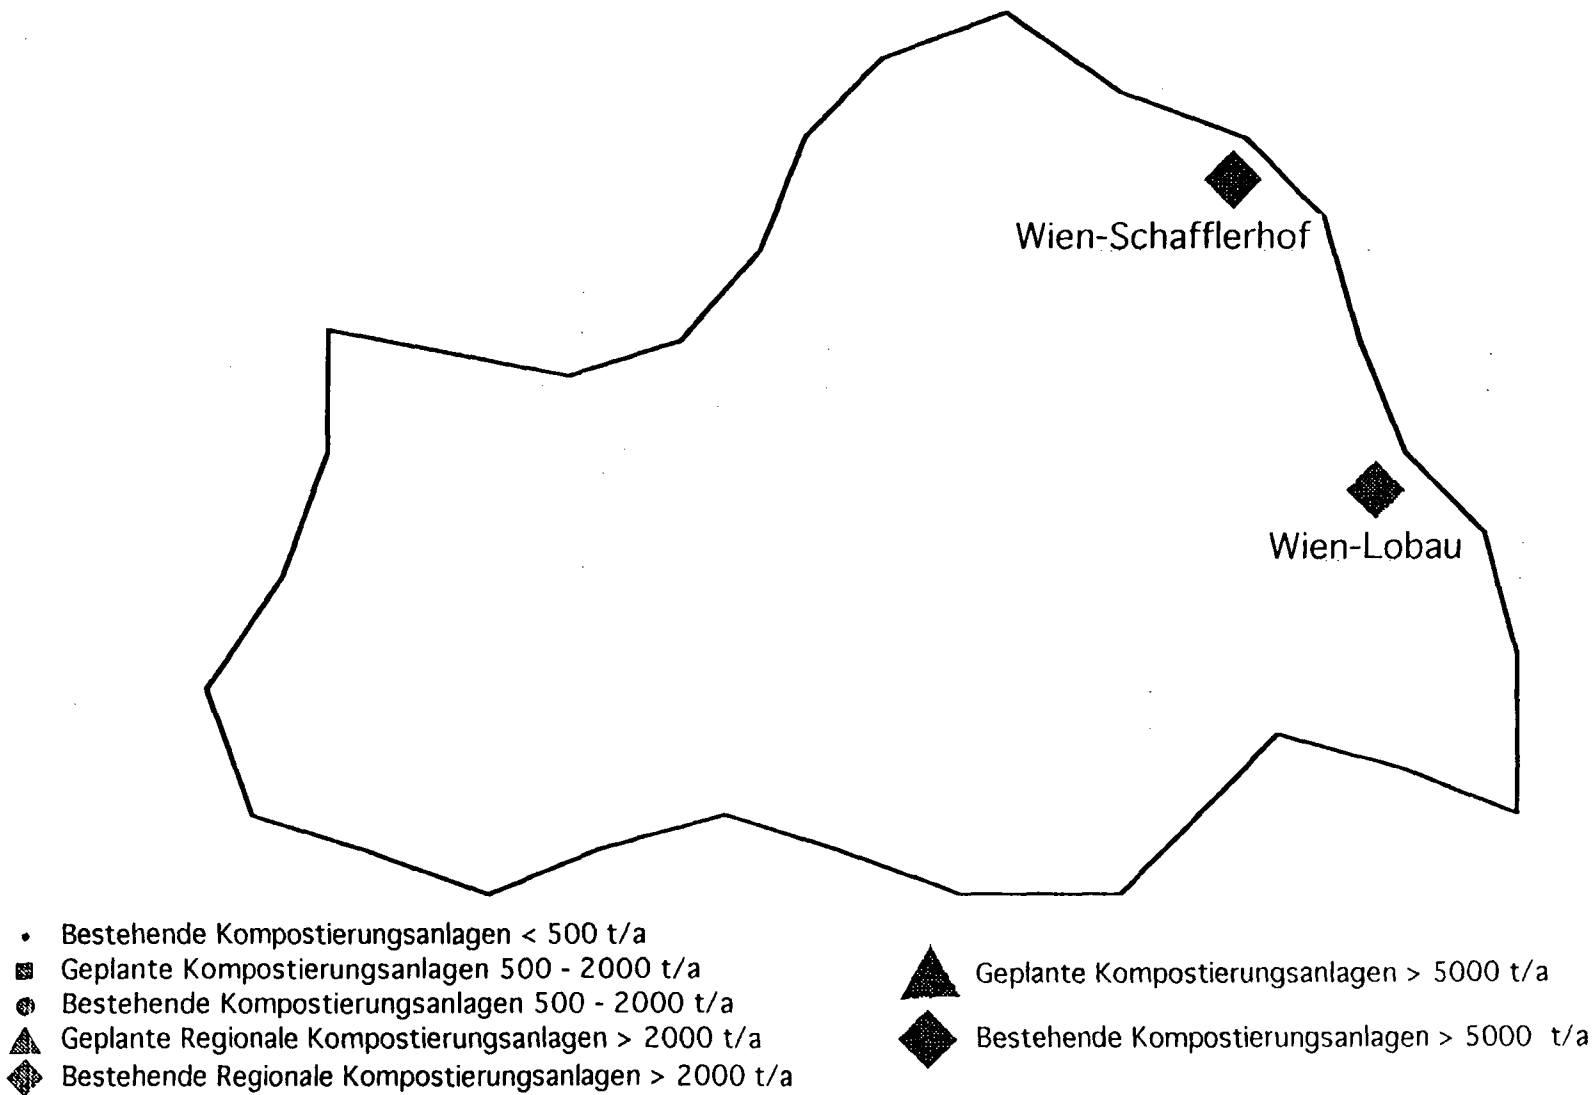 Wien-Schafflerhof
Wien-Lobau
Bestehende Kompostierungsanlagen < 500 t/a
Geplante Kompostierungsanlagen 500 - 2000 t/a
Bestehende Kompostierungsanlagen 500 - 2000 t/a
Geplante Regionale Kompostierungsanlagen > 2000 t/a
Bestehende Regionale Kompostierungsanlagen > 2000 t/a
Geplante Kompostierungsanlagen > 5000 t/a
Bestehende Kompostierungsanlagen > 5000 t/a